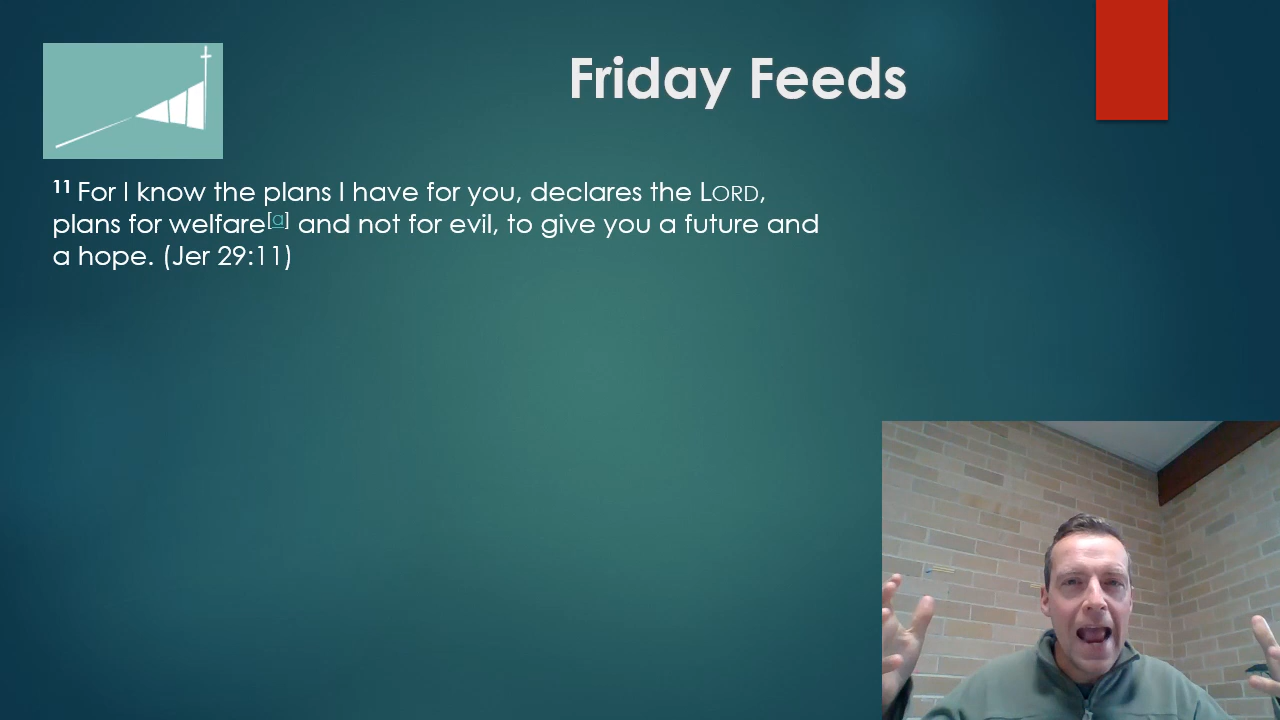 Friday Feeds
11 For I know the plans I have for you, declares the LORD,
plans for welfare[a] and not for evil, to give you a future and
a hope. (Jer 29:11)